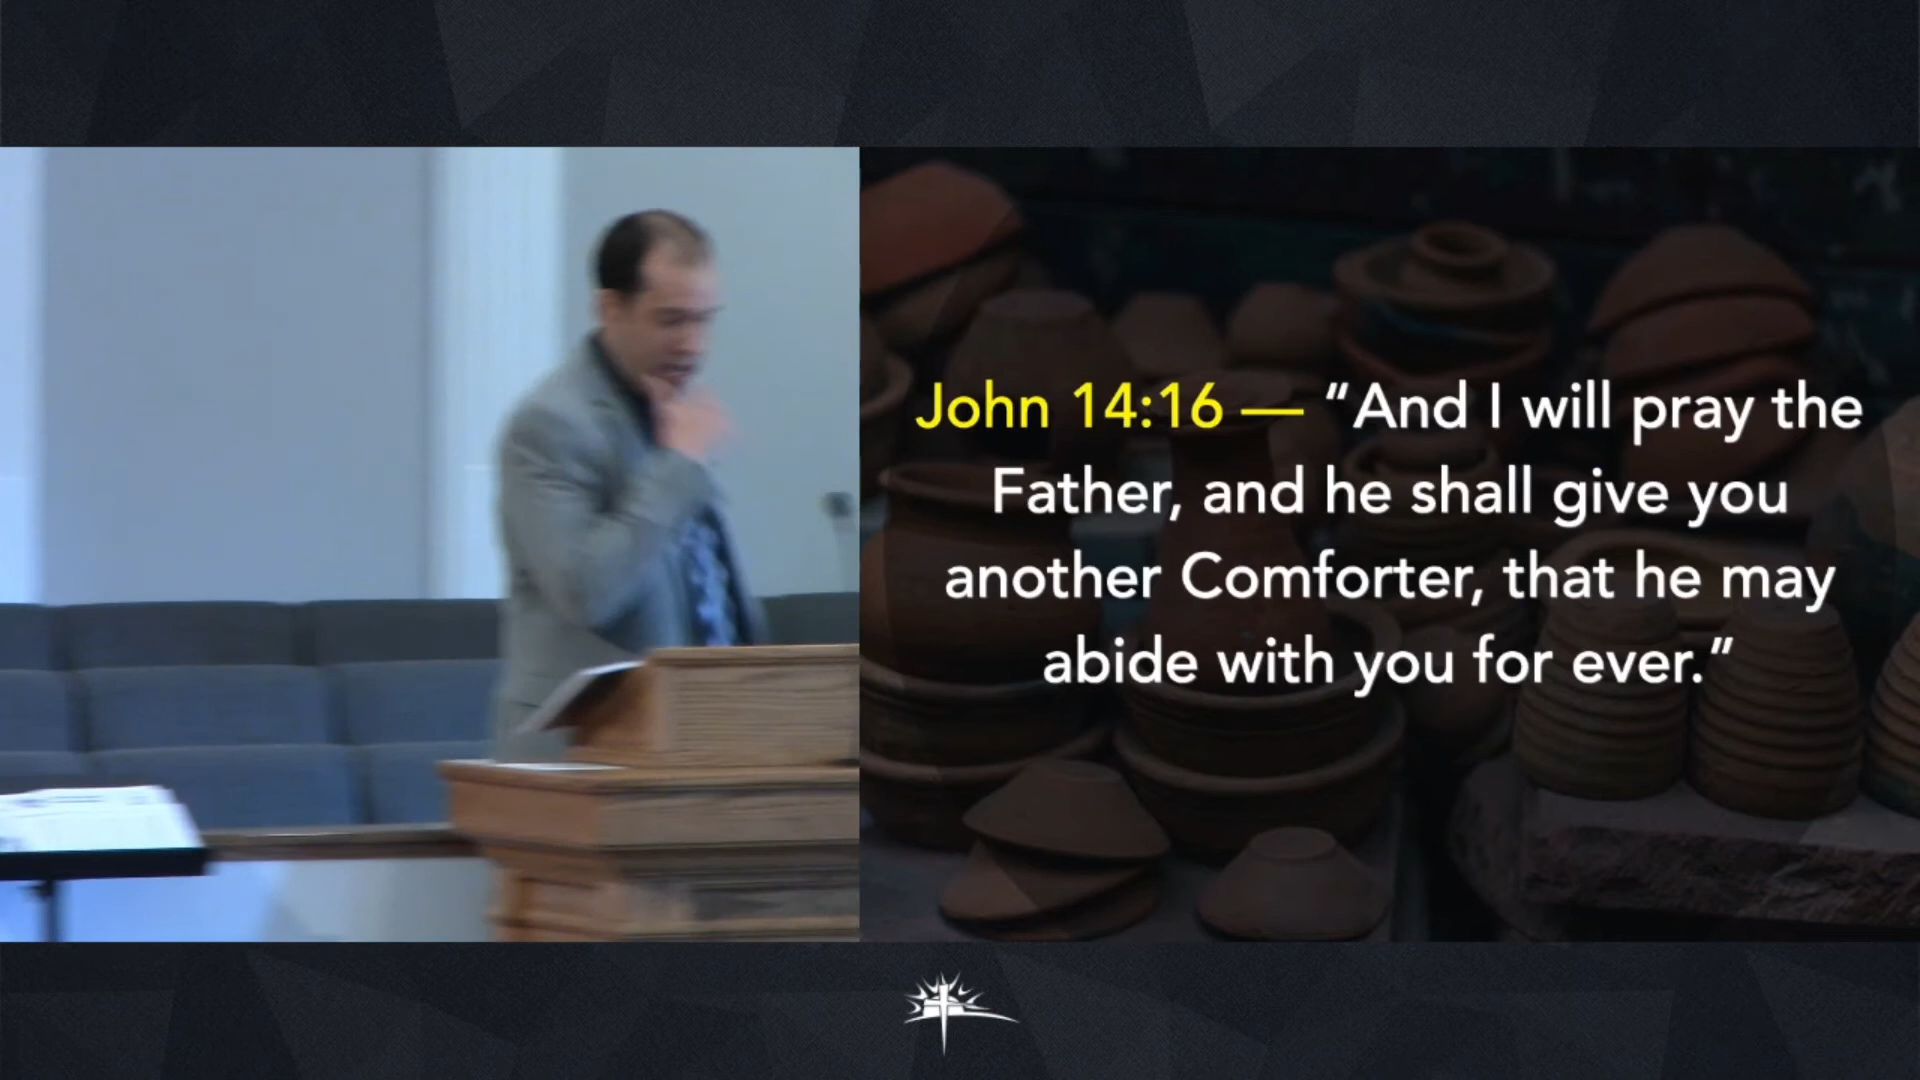 John 14:16 — “And I will pray the
Father, and he shall give you
another Comforter, that he may
abide with you for ever.”